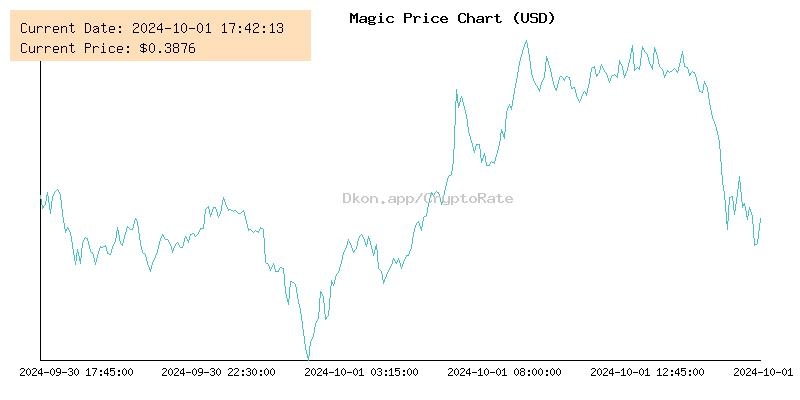 Magic Price Chart (USD)
Current Date: 2024-10-01 17:42:13
Current Price: $0.3876
Dkon.app/CryptoRate
2024-09-30 17:45:00 2024-09-30 22:30:00 2024-10-01 03:15:00 2024-10-01 08:00:00 2024-10-01 12:45:00 2024-10-01